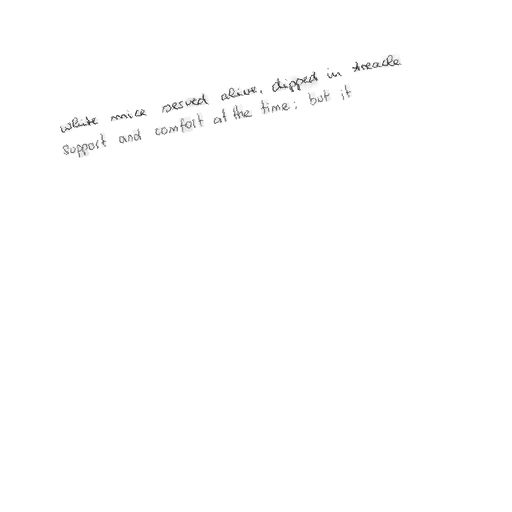 white mice served alive, dipped in treacle
support and comfort at the time; but it